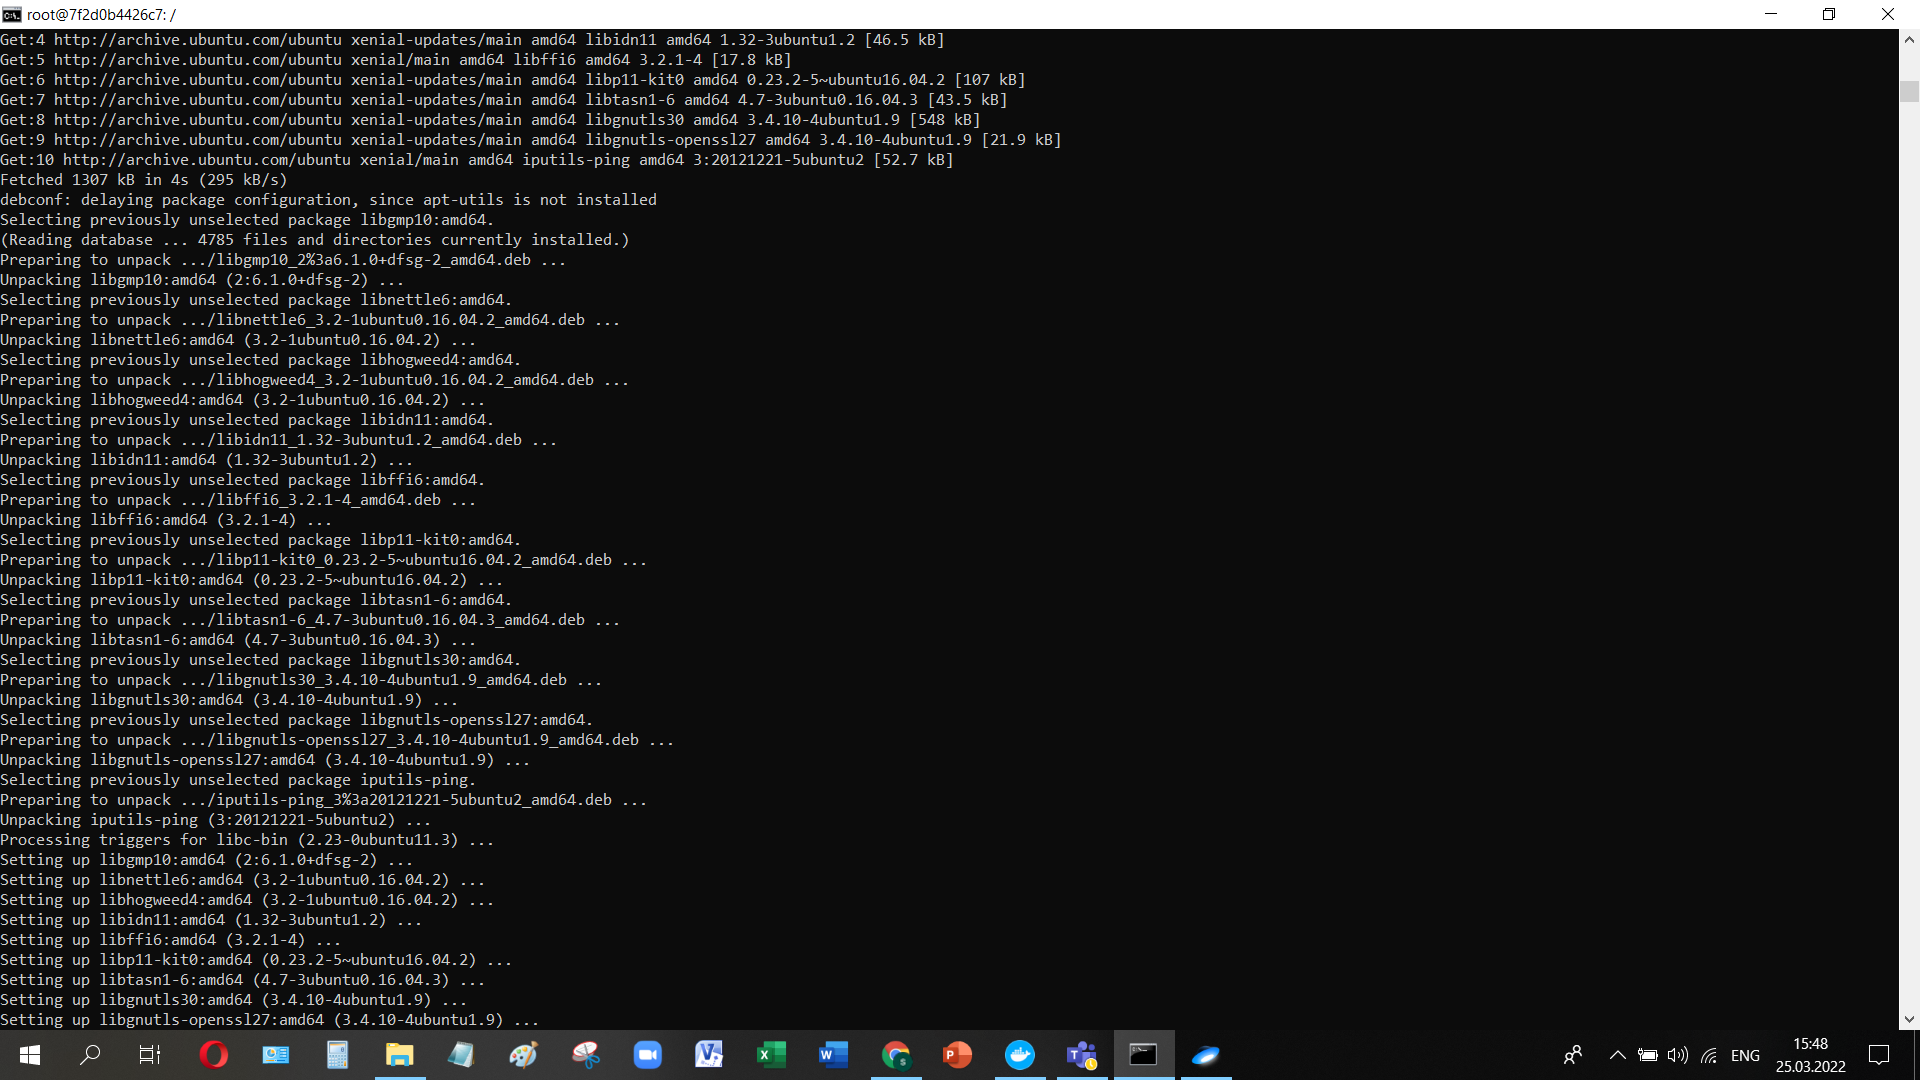 root@7f2d0b4426c7: /
Get:4 http://archive.ubuntu.com/ubuntu xenial-updates/main amd64 libidn11 amd64 1.32-3ubuntu1.2 [46.5 kB]
Get:5 http://archive.ubuntu.com/ubuntu xenial/main amd64 libffi6 amd64 3.2.1-4 [17.8 kB]
Get:6 http://archive.ubuntu.com/ubuntu xenial-updates/main amd64 libp11-kit0 amd64 0.23.2-5~ubuntu16.04.2 [107 kB]
Get:7 http://archive.ubuntu.com/ubuntu xenial-updates/main amd64 libtasn1-6 amd64 4.7-3ubuntu0.16.04.3 [43.5 kB]
Get:8 http://archive.ubuntu.com/ubuntu xenial-updates/main amd64 libgnutls30 amd64 3.4.10-4ubuntu1.9 [548 kB]
Get:9 http://archive.ubuntu.com/ubuntu xenial-updates/main amd64 libgnutls-openssl27 amd64 3.4.10-4ubuntu1.9 [21.9 kB]
Get:10 http://archive.ubuntu.com/ubuntu xenial/main amd64 iputils-ping amd64 3:20121221-5ubuntu2 [52.7 kB]
Fetched 1307 kB in 4s (295 kB/s)
debconf: delaying package configuration, since apt-utils is not installed
Selecting previously unselected package libgmp10:amd64.
(Reading database ... 4785 files and directories currently installed.)
Preparing to unpack .../libgmp10_2%3a6.1.0+dfsg-2_amd64.deb ...
Unpacking libgmp10:amd64 (2:6.1.0+dfsg-2) ...
Selecting previously unselected package libnettle6:amd64.
Preparing to unpack .../libnettle6_3.2-1ubuntu0.16.04.2_amd64.deb ...
Unpacking libnettle6:amd64 (3.2-1ubuntu0.16.04.2) ...
Selecting previously unselected package libhogweed4:amd64.
Preparing to unpack .../libhogweed4_3.2-1ubuntu0.16.04.2_amd64.deb ...
Unpacking libhogweed4:amd64 (3.2-1ubuntu0.16.04.2) ...
Selecting previously unselected package libidn11:amd64.
Preparing to unpack .../libidn11_1.32-3ubuntu1.2_amd64.deb ...
Unpacking libidn11:amd64 (1.32-3ubuntu1.2) ...
Selecting previously unselected package libffi6:amd64.
Preparing to unpack .../libffi6_3.2.1-4_amd64.deb ...
Unpacking libffi6:amd64 (3.2.1-4) ...
Selecting previously unselected package libp11-kit0:amd64.
Preparing to unpack .../libp11-kit0_0.23.2-5~ubuntu16.04.2_amd64.deb ...
Unpacking libp11-kit0:amd64 (0.23.2-5~ubuntu16.04.2) ...
Selecting previously unselected package libtasn1-6:amd64.
Preparing to unpack .../libtasn1-6_4.7-3ubuntu0.16.04.3_amd64.deb ...
Unpacking libtasn1-6:amd64 (4.7-3ubuntu0.16.04.3) ...
Selecting previously unselected package libgnutls30:amd64.
Preparing to unpack .../libgnutls30_3.4.10-4ubuntu1.9_amd64.deb ...
Unpacking libgnutls30:amd64 (3.4.10-4ubuntu1.9) ...
Selecting previously unselected package libgnutls-openssl27:amd64.
Preparing to unpack .../libgnutls-openssl27_3.4.10-4ubuntu1.9_amd64.deb ...
Unpacking libgnutls-openssl27:amd64 (3.4.10-4ubuntu1.9) ...
Selecting previously unselected package iputils-ping.
Preparing to unpack .../iputils-ping_3%3a20121221-5ubuntu2_amd64.deb ...
Unpacking iputils-ping (3:20121221-5ubuntu2) ...
Processing triggers for libc-bin (2.23-0ubuntu11.3) ...
Setting up libgmp10:amd64 (2:6.1.0+dfsg-2) ...
Setting up libnettle6:amd64 (3.2-1ubuntu0.16.04.2) ...
Setting up libhogweed4:amd64 (3.2-1ubuntu0.16.04.2) ...
Setting up libidn11:amd64 (1.32-3ubuntu1.2) ...
Setting up libffi6:amd64 (3.2.1-4) ...
Setting up libp11-kit0:amd64 (0.23.2-5~ubuntu16.04.2) ...
Setting up libtasn1-6:amd64 (4.7-3ubuntu0.16.04.3) ...
Setting up libgnutls30:amd64 (3.4.10-4ubuntu1.9) ...
Setting up libgnutls-openssl27:amd64 (3.4.10-4ubuntu1.9) ...
ENG
15:48
25.03.2022